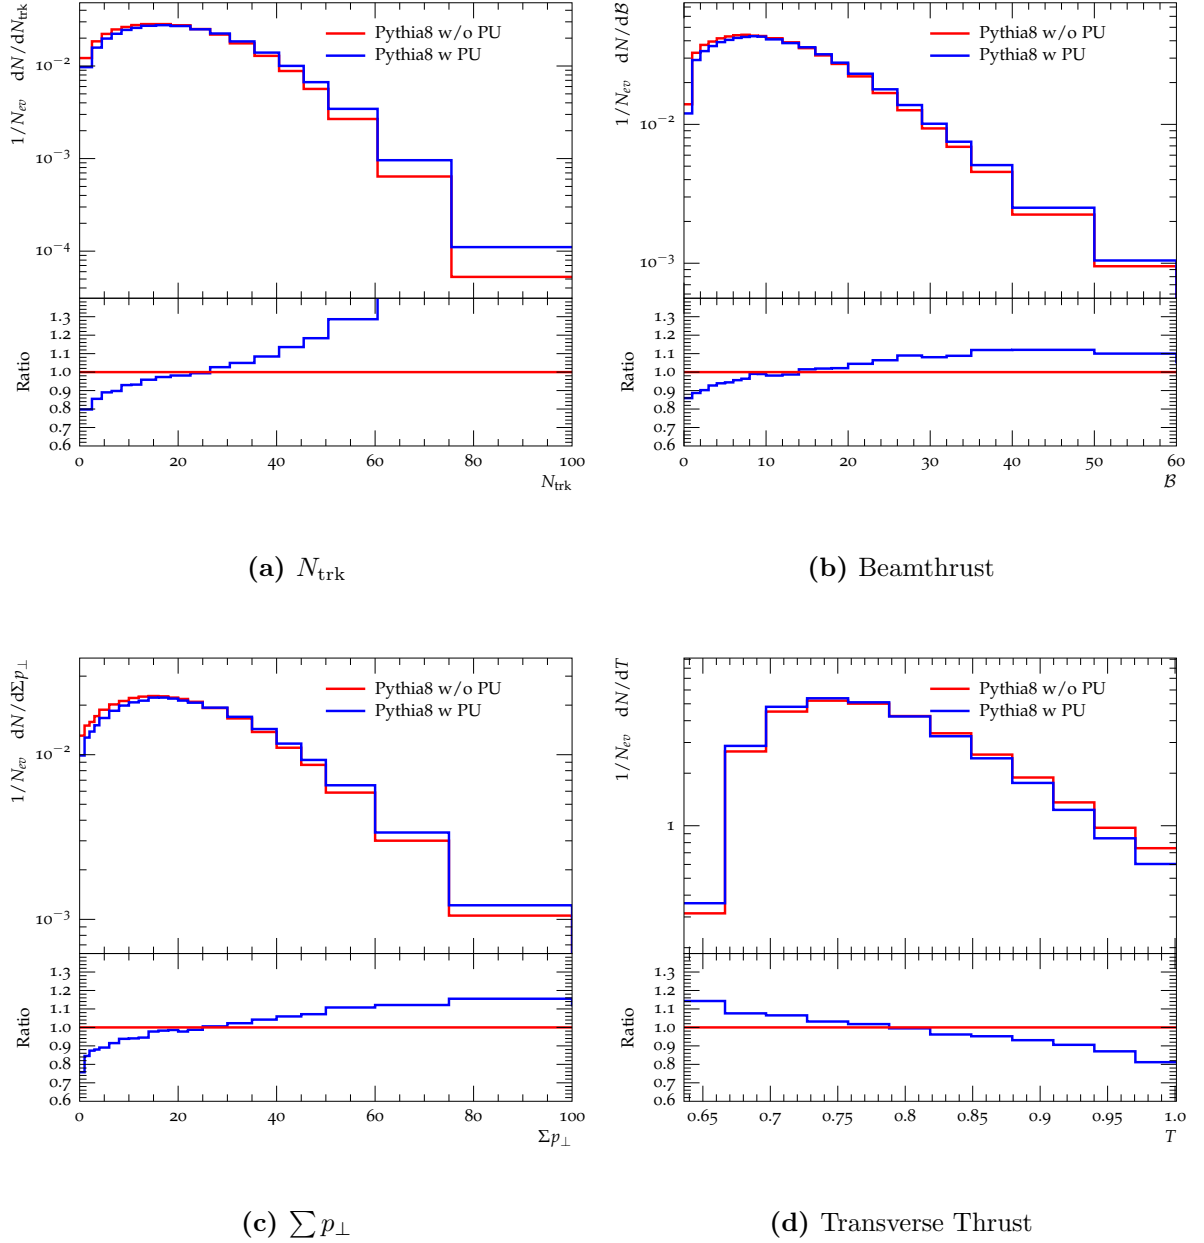 1/N_ev dN/dN_trk
10^−2
10^−3
10^−4
Pythia8 w/o PU
Pythia8 w PU
Ratio
1.3
1.2
1.1
1.0
0.9
0.8
0.7
0.6
0 20 40 60 80 100
N_trk
(a) N_trk
1/N_ev dN/dℬ
10^−2
10^−3
Pythia8 w/o PU
Pythia8 w PU
Ratio
1.3
1.2
1.1
1.0
0.9
0.8
0.7
0.6
0 10 20 30 40 50 60
ℬ
(b) Beamthrust
1/N_ev dN/dΣp_⊥
10^−2
10^−3
Pythia8 w/o PU
Pythia8 w PU
Ratio
1.3
1.2
1.1
1.0
0.9
0.8
0.7
0.6
0 20 40 60 80 100
Σp_⊥
(c) ∑ p_⊥
1/N_ev dN/dT
1
Pythia8 w/o PU
Pythia8 w PU
Ratio
1.3
1.2
1.1
1.0
0.9
0.8
0.7
0.6
0.65 0.7 0.75 0.8 0.85 0.9 0.95 1.0
T
(d) Transverse Thrust